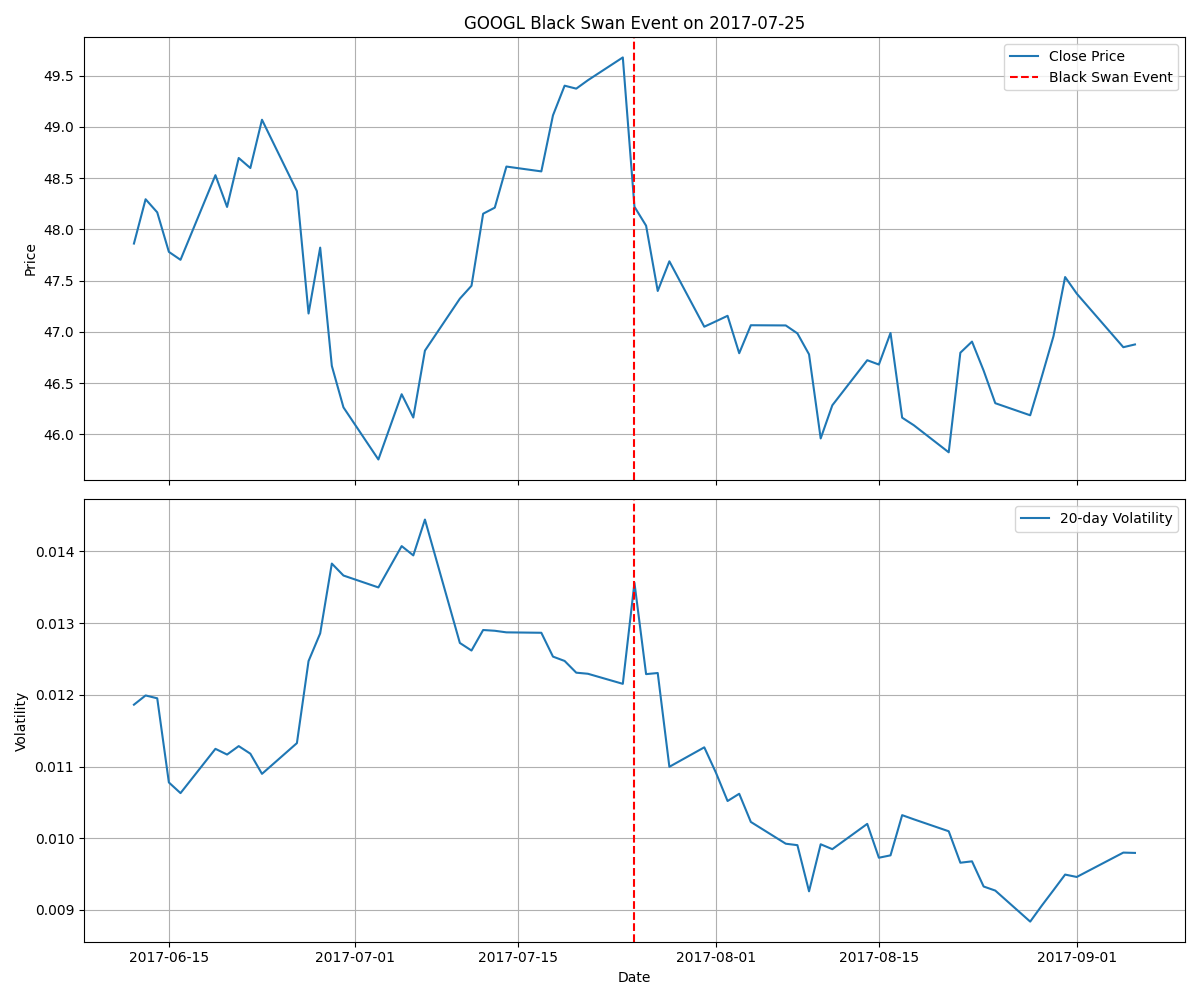 GOOGL Black Swan Event on 2017-07-25
Close Price
Black Swan Event
49.5
49.0
48.5
48.0
47.5
47.0
46.5
46.0
Price
20-day Volatility
0.014
0.013
0.012
0.011
0.010
0.009
Volatility
2017-06-15
2017-07-01
2017-07-15
2017-08-01
2017-08-15
2017-09-01
Date